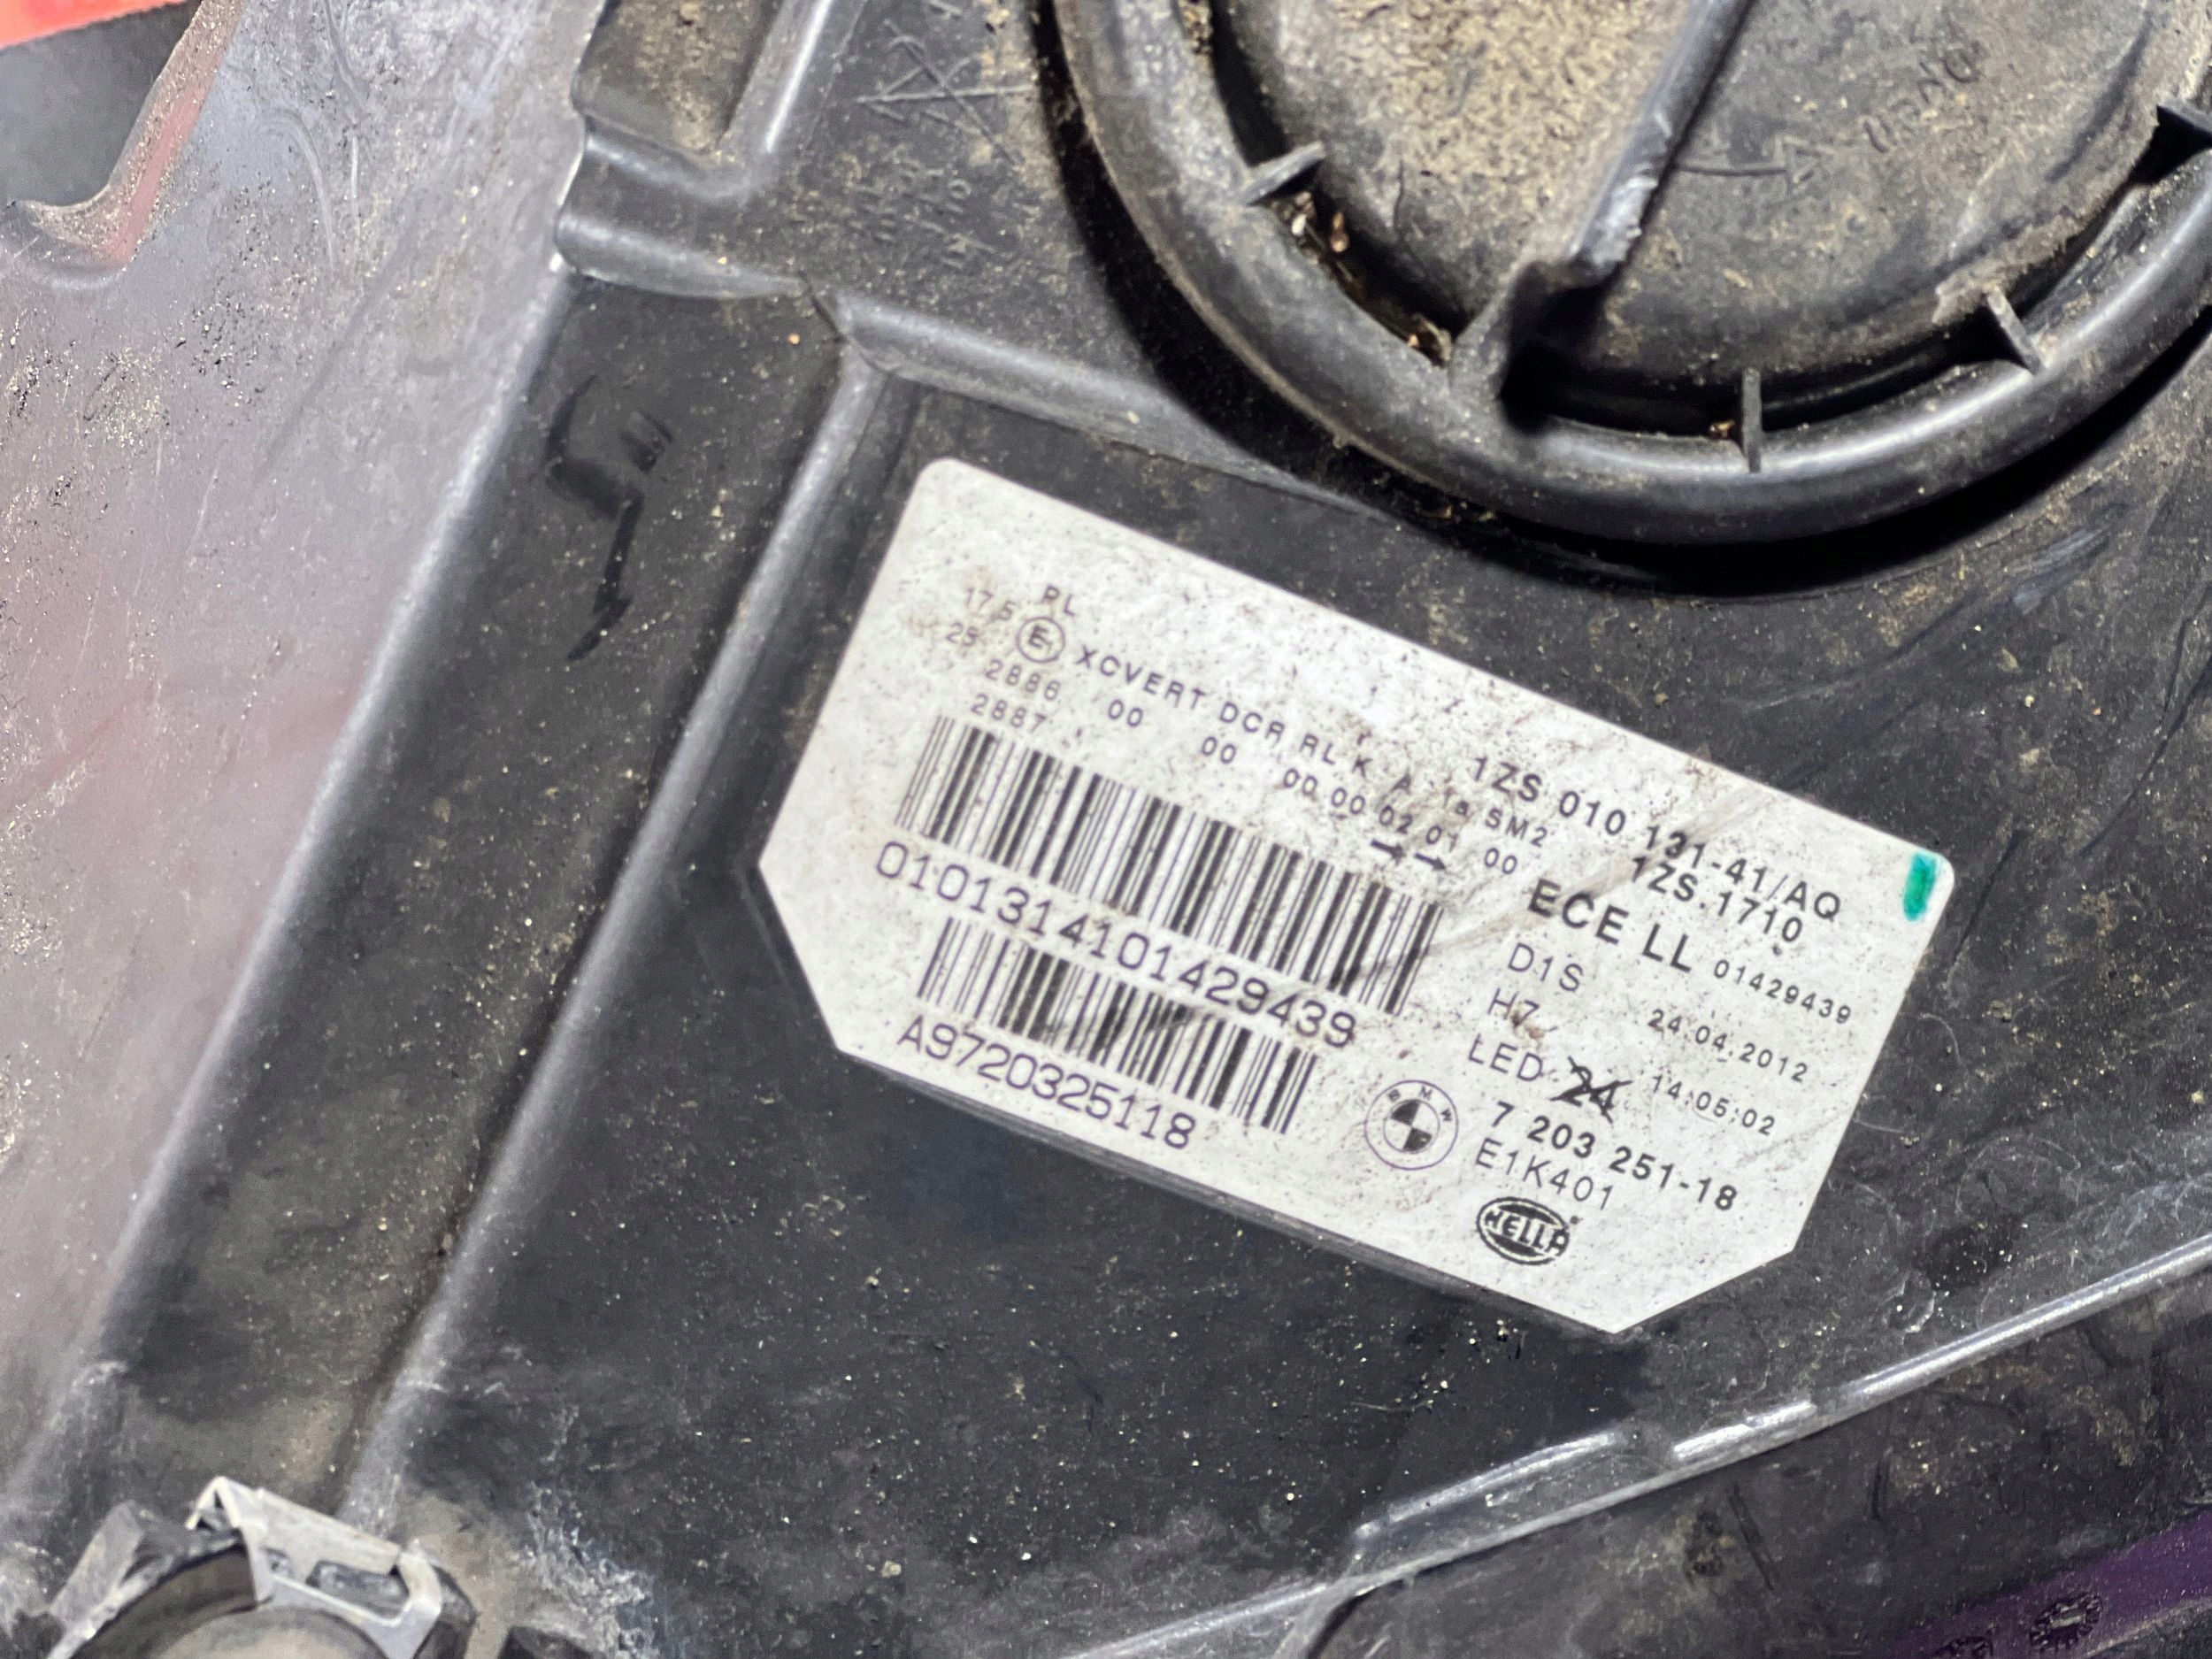 RL
17.5 E1 XCVERT DCR RL K A 1a SM2
25 2886 00 00 00 00 02 01 00
2887
1ZS 010 131-41/AQ
1ZS.1710
ECE LL 01429439
D1S
H7 24.04.2012
LED 24 14:05:02
0101314101429439
A9720325118
BMW
7 203 251-18
E1K401
HELLA